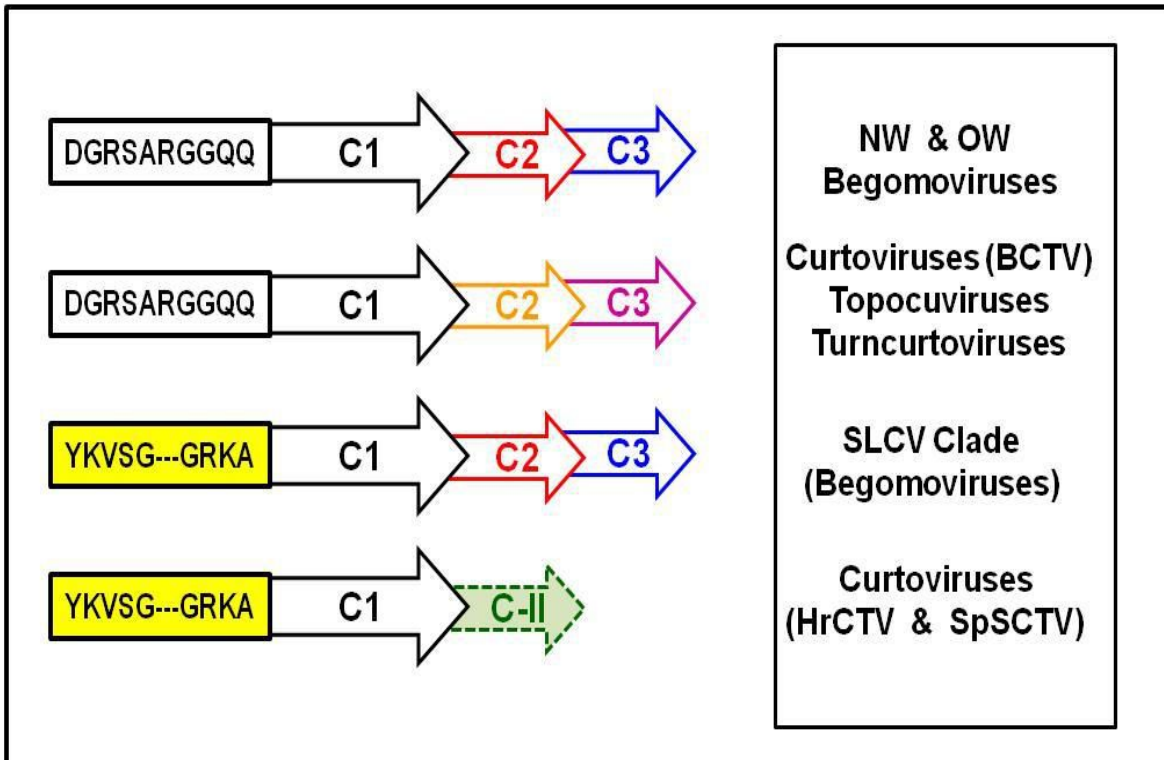 DGRSARGGQQ C1 C2 C3
NW & OW
Begomoviruses
DGRSARGGQQ C1 C2 C3
Curtoviruses (BCTV)
Topocuviruses
Turncurtoviruses
YKVSG---GRKA C1 C2 C3
SLCV Clade
(Begomoviruses)
YKVSG---GRKA C1 C-II
Curtoviruses
(HrCTV & SpSCTV)